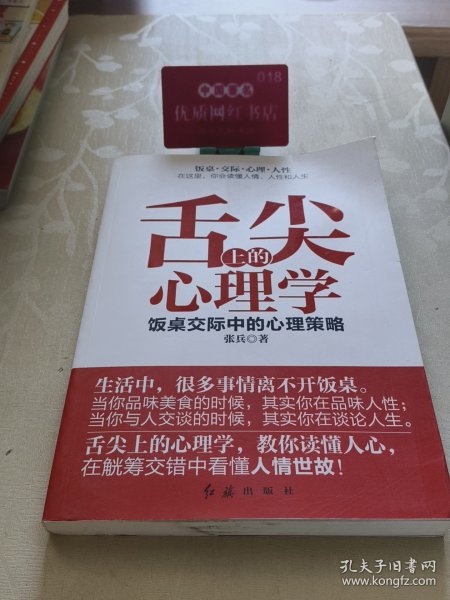 018
中国书店
优质网红书店
饭桌·交际·心理·人性
在这里，你会读懂人情、人性和人生
舌尖
上的
心理学
饭桌交际中的心理策略
张兵◎著
生活中，很多事情离不开饭桌。
当你品味美食的时候，其实你在品味人性；
当你与人交谈的时候，其实你在谈论人生。
舌尖上的心理学，教你读懂人心，
在觥筹交错中看懂人情世故！
红旗出版社
孔夫子旧书网
www.kongfz.com